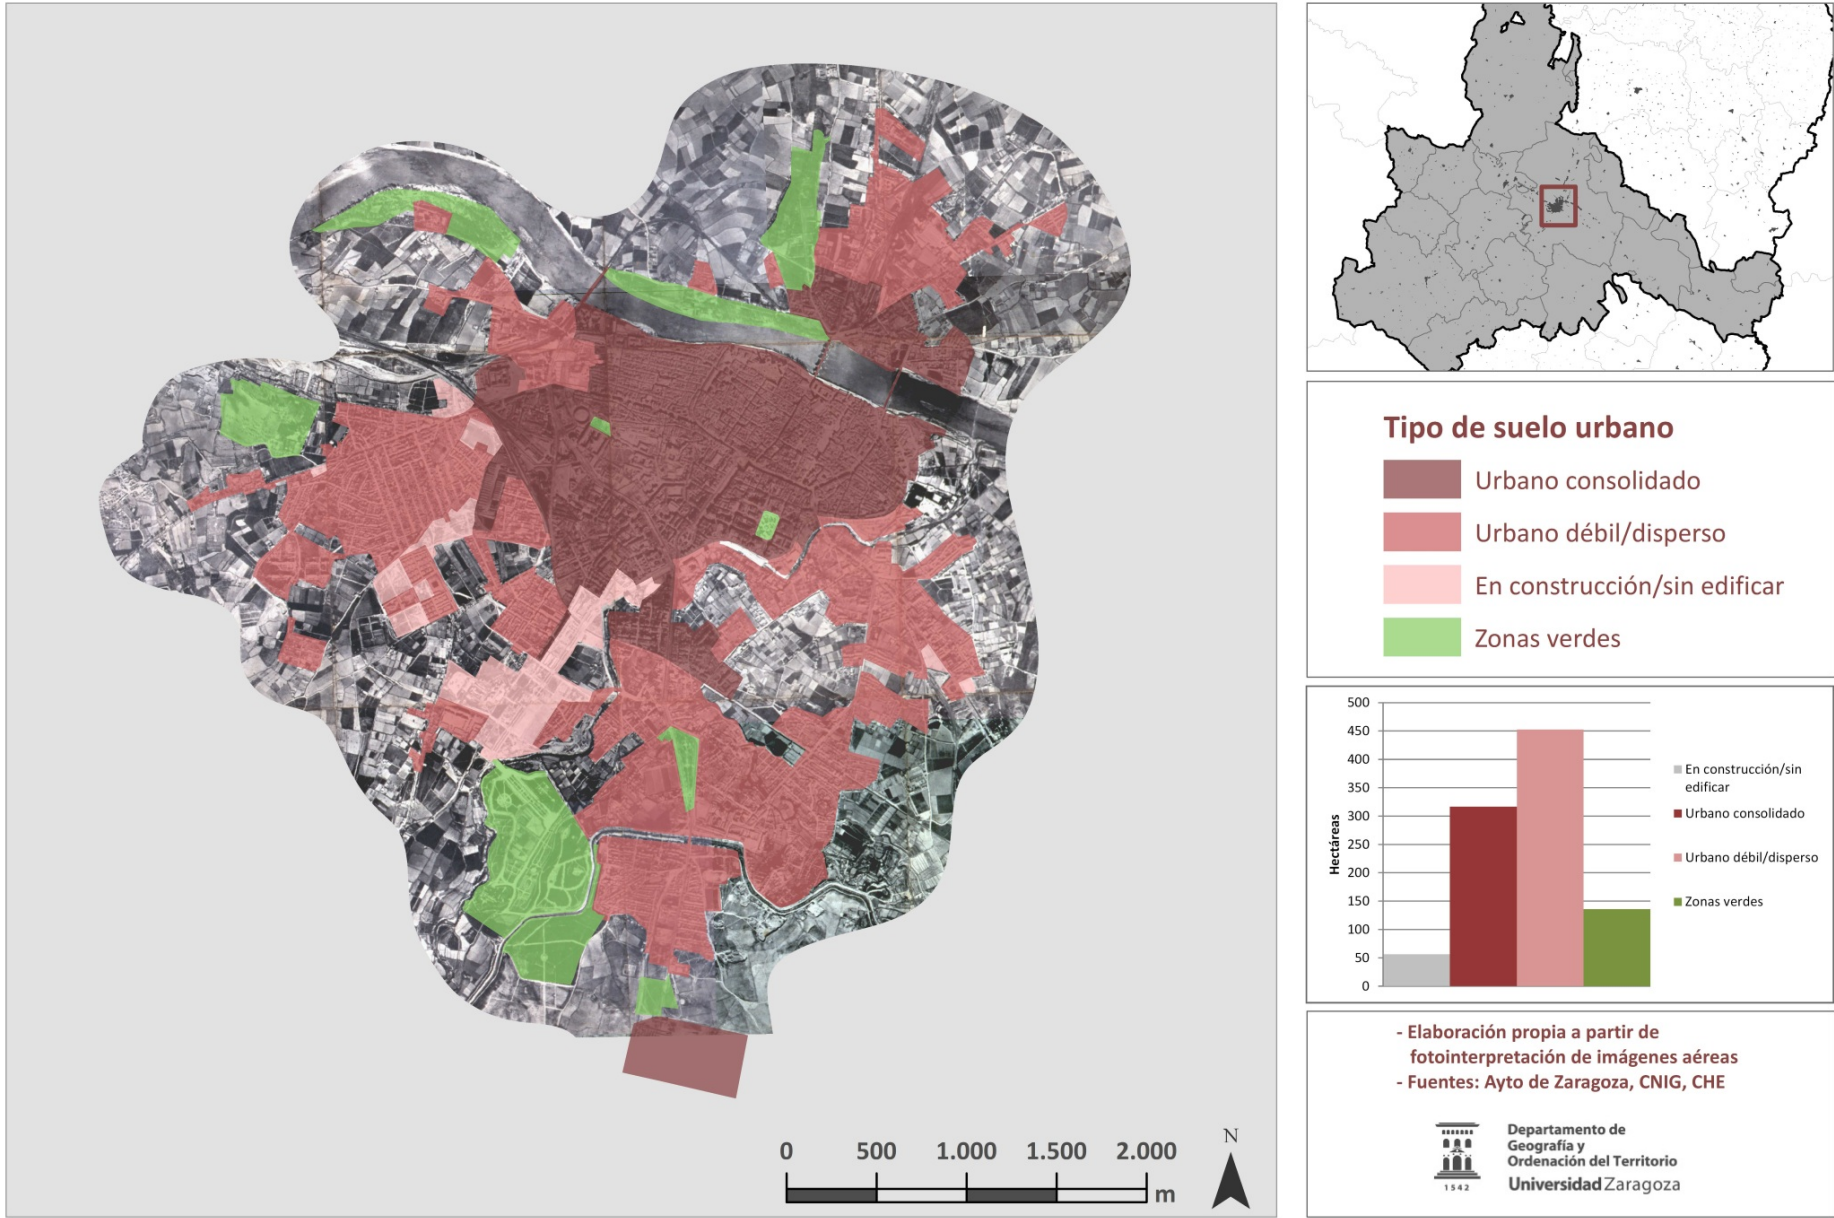 Tipo de suelo urbano
Urbano consolidado
Urbano débil/disperso
En construcción/sin edificar
Zonas verdes
500
450
400
350
300
250
200
150
100
50
0
Hectáreas
En construcción/sin
edificar
Urbano consolidado
Urbano débil/disperso
Zonas verdes
- Elaboración propia a partir de
fotointerpretación de imágenes aéreas
- Fuentes: Ayto de Zaragoza, CNIG, CHE
Departamento de
Geografía y
Ordenación del Territorio
Universidad Zaragoza
1542
0 500 1.000 1.500 2.000
m
N